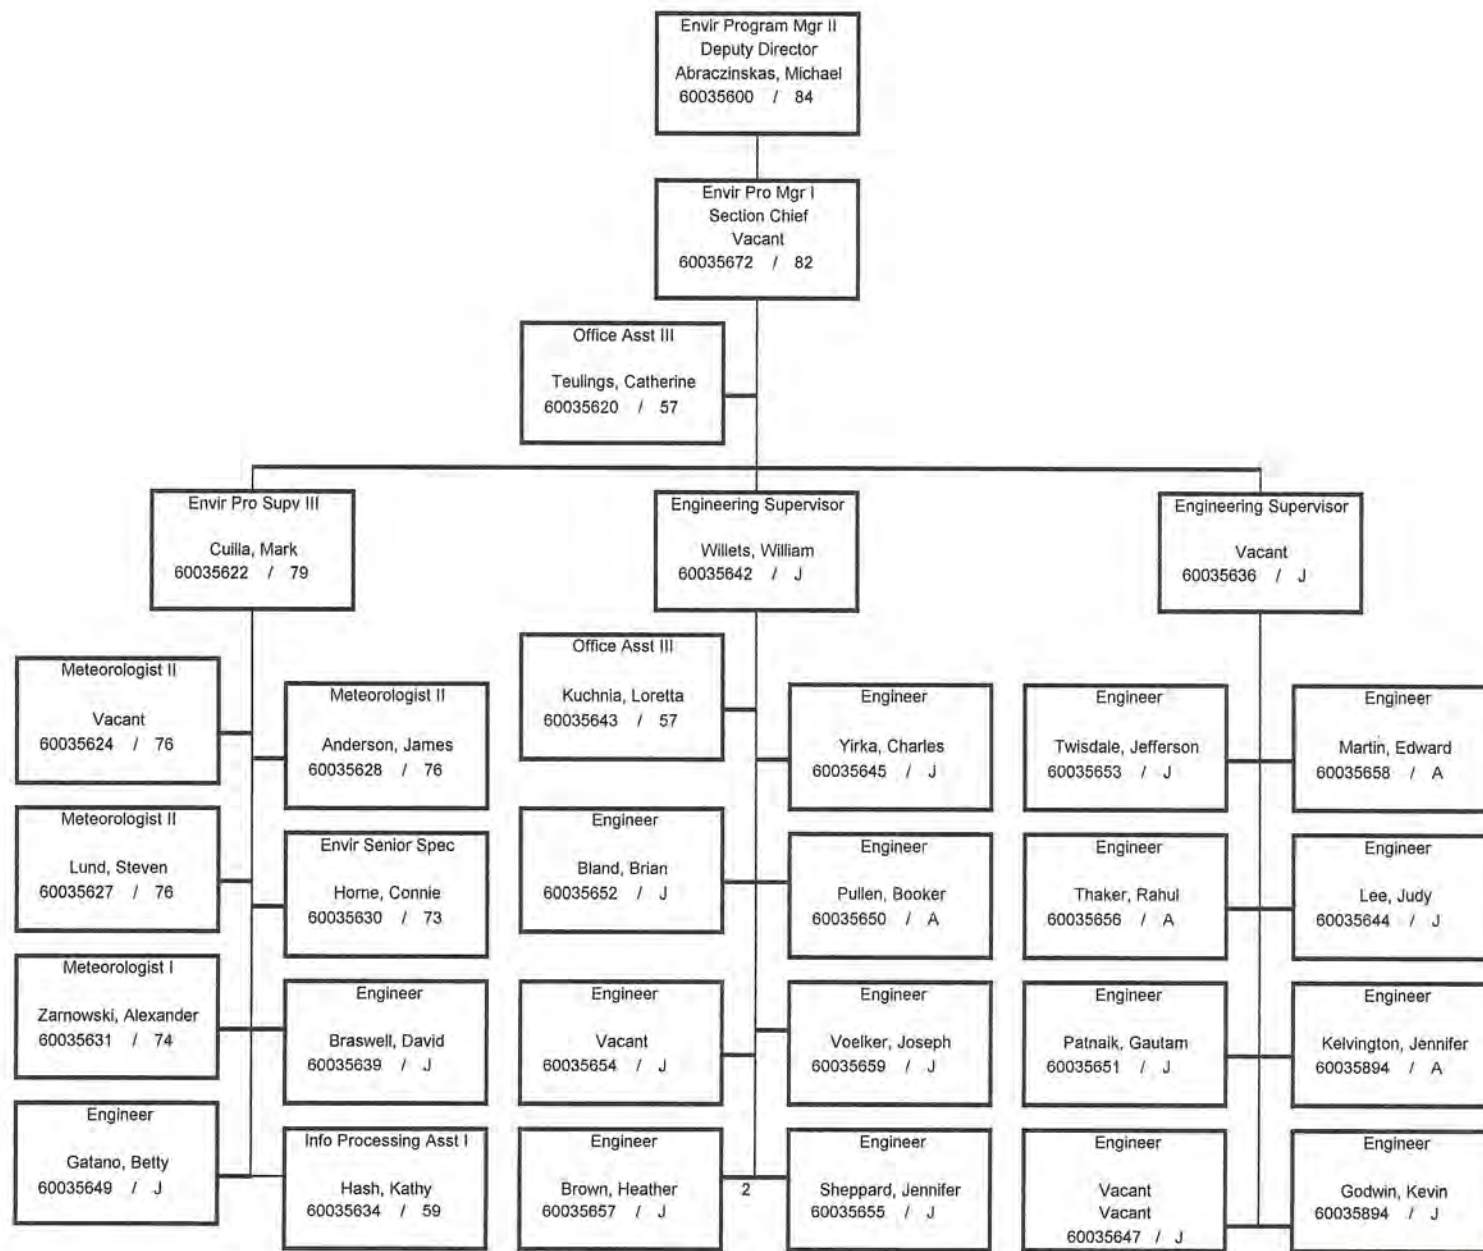 Envir Program Mgr II
Deputy Director
Abraczinskas, Michael
60035600 / 84
Envir Pro Mgr I
Section Chief
Vacant
60035672 / 82
Office Asst III
Teulings, Catherine
60035620 / 57
Envir Pro Supv III
Cuilla, Mark
60035622 / 79
Engineering Supervisor
Willets, William
60035642 / J
Engineering Supervisor
Vacant
60035636 / J
Meteorologist II
Vacant
60035624 / 76
Meteorologist II
Anderson, James
60035628 / 76
Meteorologist II
Lund, Steven
60035627 / 76
Envir Senior Spec
Horne, Connie
60035630 / 73
Meteorologist I
Zarnowski, Alexander
60035631 / 74
Engineer
Braswell, David
60035639 / J
Engineer
Gatano, Betty
60035649 / J
Info Processing Asst I
Hash, Kathy
60035634 / 59
Office Asst III
Kuchnia, Loretta
60035643 / 57
Engineer
Yirka, Charles
60035645 / J
Engineer
Bland, Brian
60035652 / J
Engineer
Pullen, Booker
60035650 / A
Engineer
Vacant
60035654 / J
Engineer
Voelker, Joseph
60035659 / J
Engineer
Brown, Heather
60035657 / J
2
Engineer
Sheppard, Jennifer
60035655 / J
Engineer
Twisdale, Jefferson
60035653 / J
Engineer
Martin, Edward
60035658 / A
Engineer
Thaker, Rahul
60035656 / A
Engineer
Lee, Judy
60035644 / J
Engineer
Patnaik, Gautam
60035651 / J
Engineer
Kelvington, Jennifer
60035894 / A
Engineer
Vacant
Vacant
60035647 / J
Engineer
Godwin, Kevin
60035894 / J